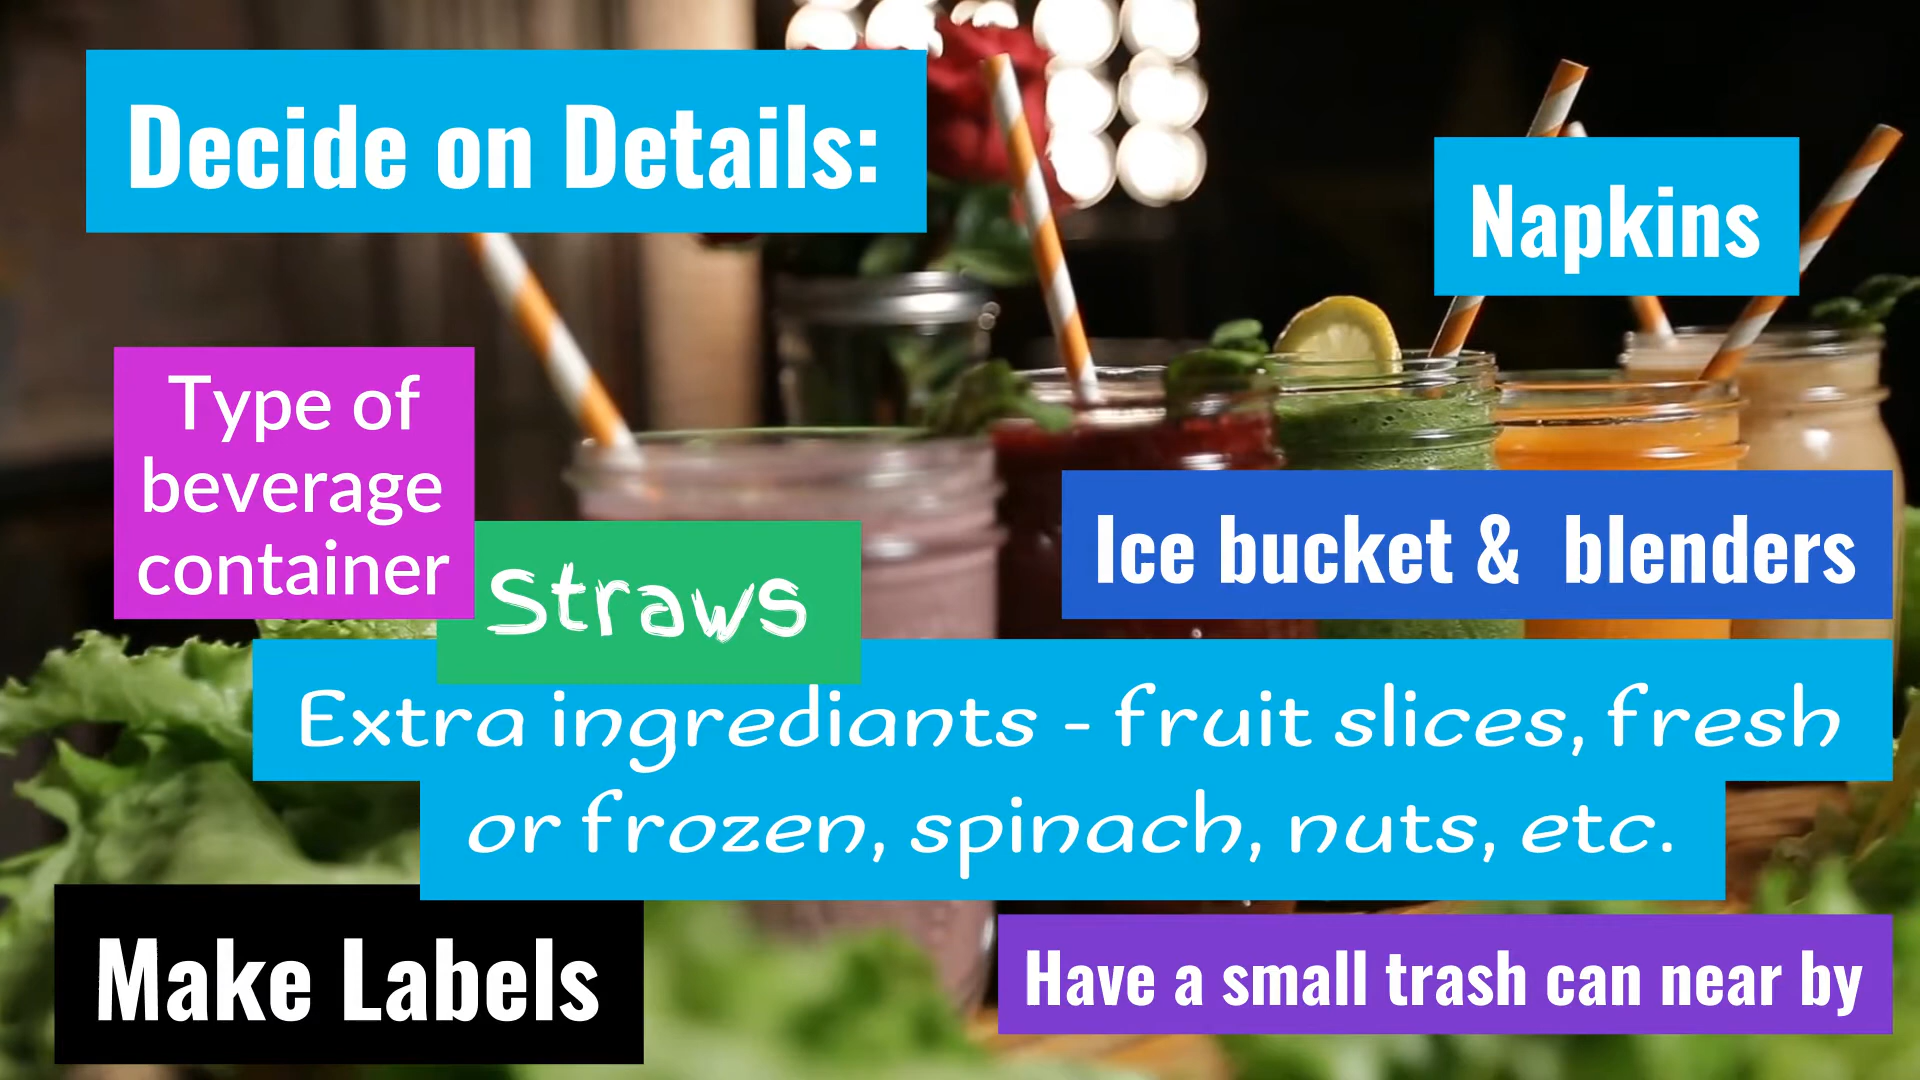 Decide on Details:
Napkins
Type of
beverage
container
Straws
Ice bucket &  blenders
Extra ingrediants - fruit slices, fresh
or frozen, spinach, nuts, etc.
Make Labels
Have a small trash can near by